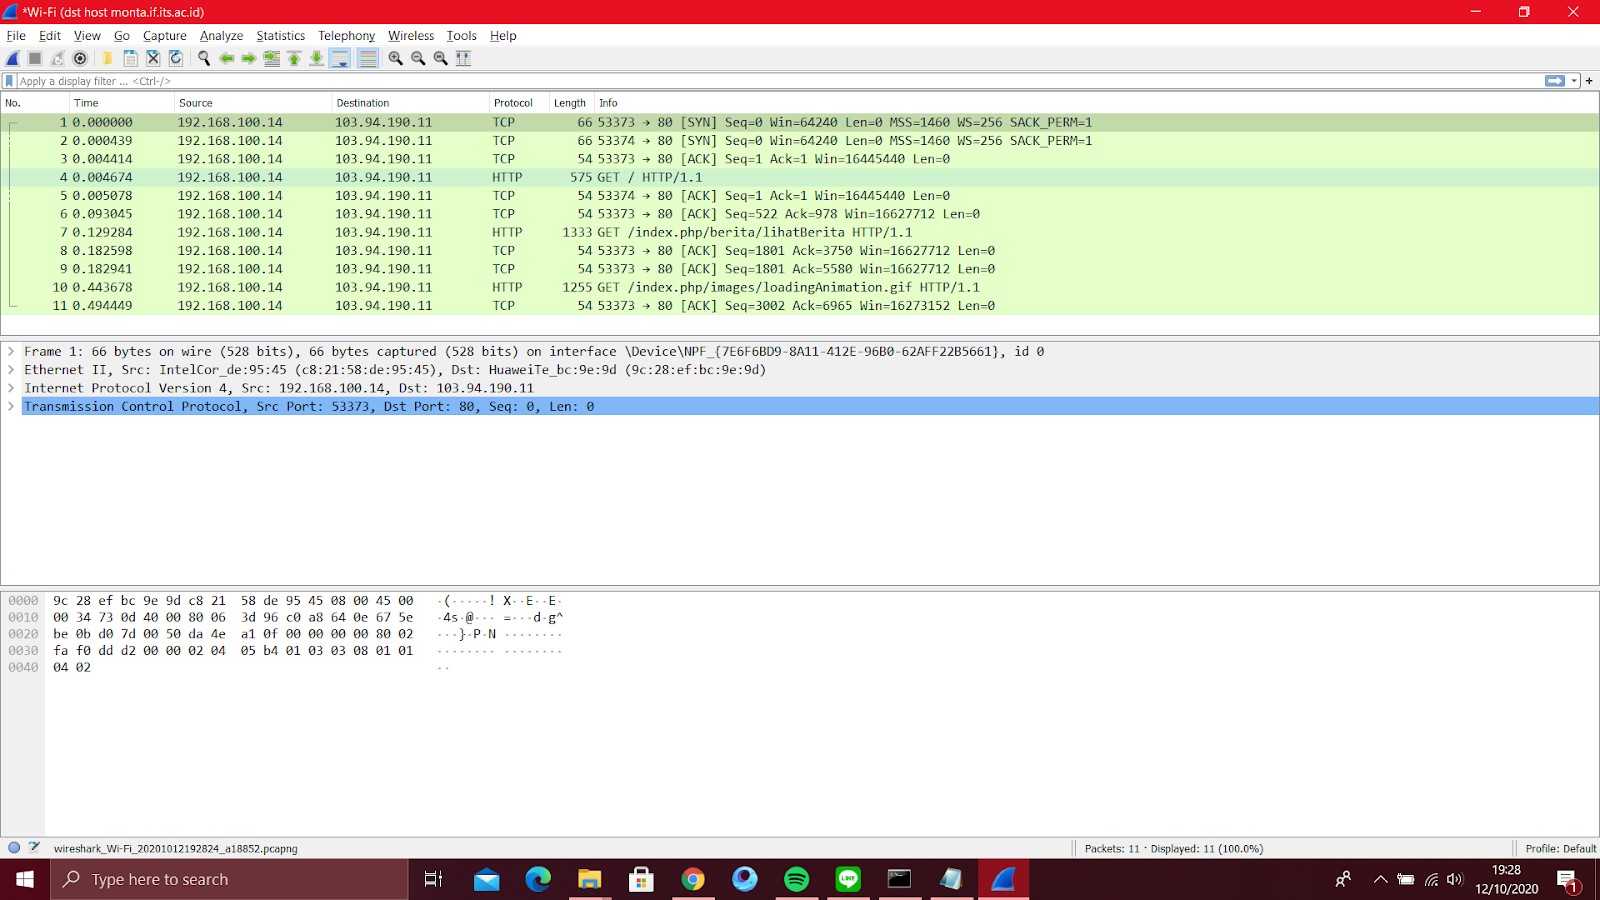 *Wi-Fi (dst host monta.if.its.ac.id)
File Edit View Go Capture Analyze Statistics Telephony Wireless Tools Help
Apply a display filter ... <Ctrl-/>
No. Time Source Destination Protocol Length Info
1 0.000000 192.168.100.14 103.94.190.11 TCP 66 53373 → 80 [SYN] Seq=0 Win=64240 Len=0 MSS=1460 WS=256 SACK_PERM=1
2 0.000439 192.168.100.14 103.94.190.11 TCP 66 53374 → 80 [SYN] Seq=0 Win=64240 Len=0 MSS=1460 WS=256 SACK_PERM=1
3 0.004414 192.168.100.14 103.94.190.11 TCP 54 53373 → 80 [ACK] Seq=1 Ack=1 Win=16445440 Len=0
4 0.004674 192.168.100.14 103.94.190.11 HTTP 575 GET / HTTP/1.1
5 0.005078 192.168.100.14 103.94.190.11 TCP 54 53374 → 80 [ACK] Seq=1 Ack=1 Win=16445440 Len=0
6 0.093045 192.168.100.14 103.94.190.11 TCP 54 53373 → 80 [ACK] Seq=522 Ack=978 Win=16627712 Len=0
7 0.129284 192.168.100.14 103.94.190.11 HTTP 1333 GET /index.php/berita/lihatBerita HTTP/1.1
8 0.182598 192.168.100.14 103.94.190.11 TCP 54 53373 → 80 [ACK] Seq=1801 Ack=3750 Win=16627712 Len=0
9 0.182941 192.168.100.14 103.94.190.11 TCP 54 53373 → 80 [ACK] Seq=1801 Ack=5580 Win=16627712 Len=0
10 0.443678 192.168.100.14 103.94.190.11 HTTP 1255 GET /index.php/images/loadingAnimation.gif HTTP/1.1
11 0.494449 192.168.100.14 103.94.190.11 TCP 54 53373 → 80 [ACK] Seq=3002 Ack=6965 Win=16273152 Len=0
Frame 1: 66 bytes on wire (528 bits), 66 bytes captured (528 bits) on interface \Device\NPF_{7E6F6BD9-8A11-412E-96B0-62AFF22B5661}, id 0
Ethernet II, Src: IntelCor_de:95:45 (c8:21:58:de:95:45), Dst: HuaweiTe_bc:9e:9d (9c:28:ef:bc:9e:9d)
Internet Protocol Version 4, Src: 192.168.100.14, Dst: 103.94.190.11
Transmission Control Protocol, Src Port: 53373, Dst Port: 80, Seq: 0, Len: 0
0000 9c 28 ef bc 9e 9d c8 21 58 de 95 45 08 00 45 00 ·(·····! X··E··E·
0010 00 34 73 0d 40 00 80 06 3d 96 c0 a8 64 0e 67 5e ·4s·@··· =···d·g^
0020 be 0b d0 7d 00 50 da 4e a1 0f 00 00 00 00 80 02 ···}·P·N ········
0030 fa f0 dd d2 00 00 02 04 05 b4 01 03 03 08 01 01 ········ ········
0040 04 02 ··
wireshark_Wi-Fi_20201012192824_a18852.pcapng Packets: 11 · Displayed: 11 (100.0%) Profile: Default
Type here to search
LINE
19:28
12/10/2020
1